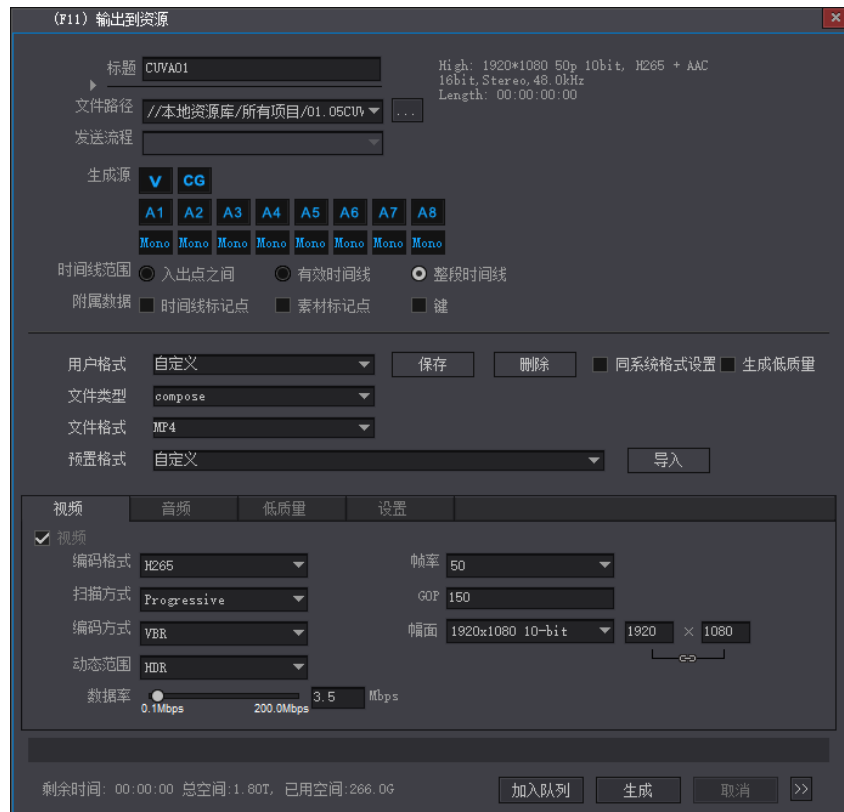 (F11) 输出到资源
标题 CUVA01
High: 1920*1080 50p 10bit, H265 + AAC
16bit,Stereo,48.0kHz
Length: 00:00:00:00
文件路径 //本地资源库/所有项目/01.05CUV ...
发送流程
生成源 V CG
A1 A2 A3 A4 A5 A6 A7 A8
Mono Mono Mono Mono Mono Mono Mono Mono
时间线范围 入出点之间 有效时间线 整段时间线
附属数据 时间线标记点 素材标记点 键
用户格式 自定义 保存 删除 同系统格式设置 生成低质量
文件类型 compose
文件格式 MP4
预置格式 自定义 导入
视频 音频 低质量 设置
视频
编码格式 H265 帧率 50
扫描方式 Progressive GOP 150
编码方式 VBR 幅面 1920x1080 10-bit 1920 × 1080
动态范围 HDR
数据率 3.5 Mbps
0.1Mbps 200.0Mbps
剩余时间: 00:00:00 总空间:1.80T, 已用空间:266.0G 加入队列 生成 取消 >>